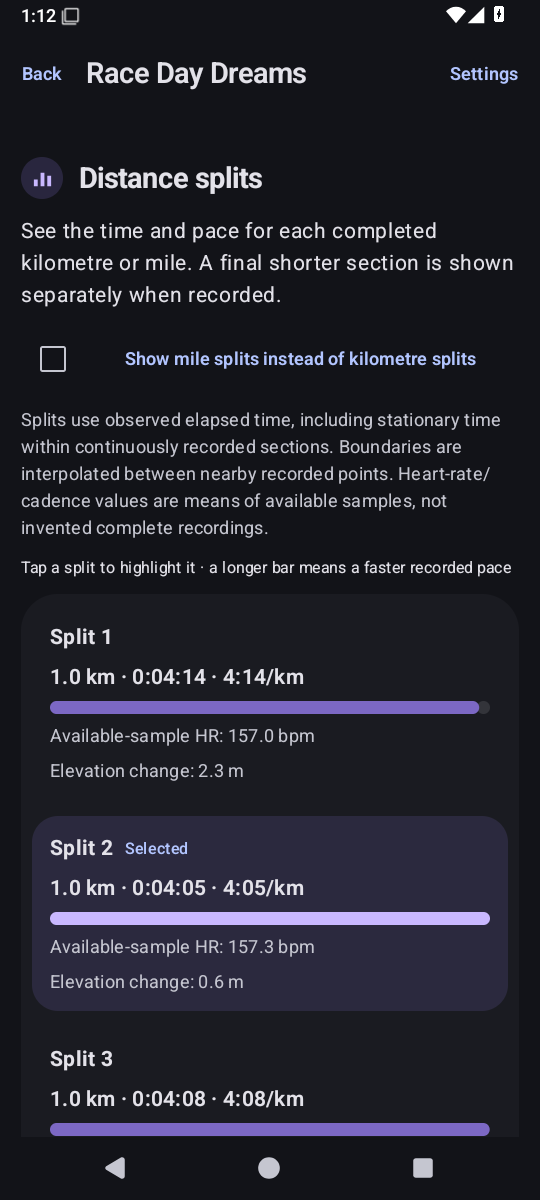 1:12
Back
Race Day Dreams
Settings
Distance splits
See the time and pace for each completed
kilometre or mile. A final shorter section is shown
separately when recorded.
Show mile splits instead of kilometre splits
Splits use observed elapsed time, including stationary time
within continuously recorded sections. Boundaries are
interpolated between nearby recorded points. Heart-rate/
cadence values are means of available samples, not
invented complete recordings.
Tap a split to highlight it · a longer bar means a faster recorded pace
Split 1
1.0 km · 0:04:14 · 4:14/km
Available-sample HR: 157.0 bpm
Elevation change: 2.3 m
Split 2 Selected
1.0 km · 0:04:05 · 4:05/km
Available-sample HR: 157.3 bpm
Elevation change: 0.6 m
Split 3
1.0 km · 0:04:08 · 4:08/km